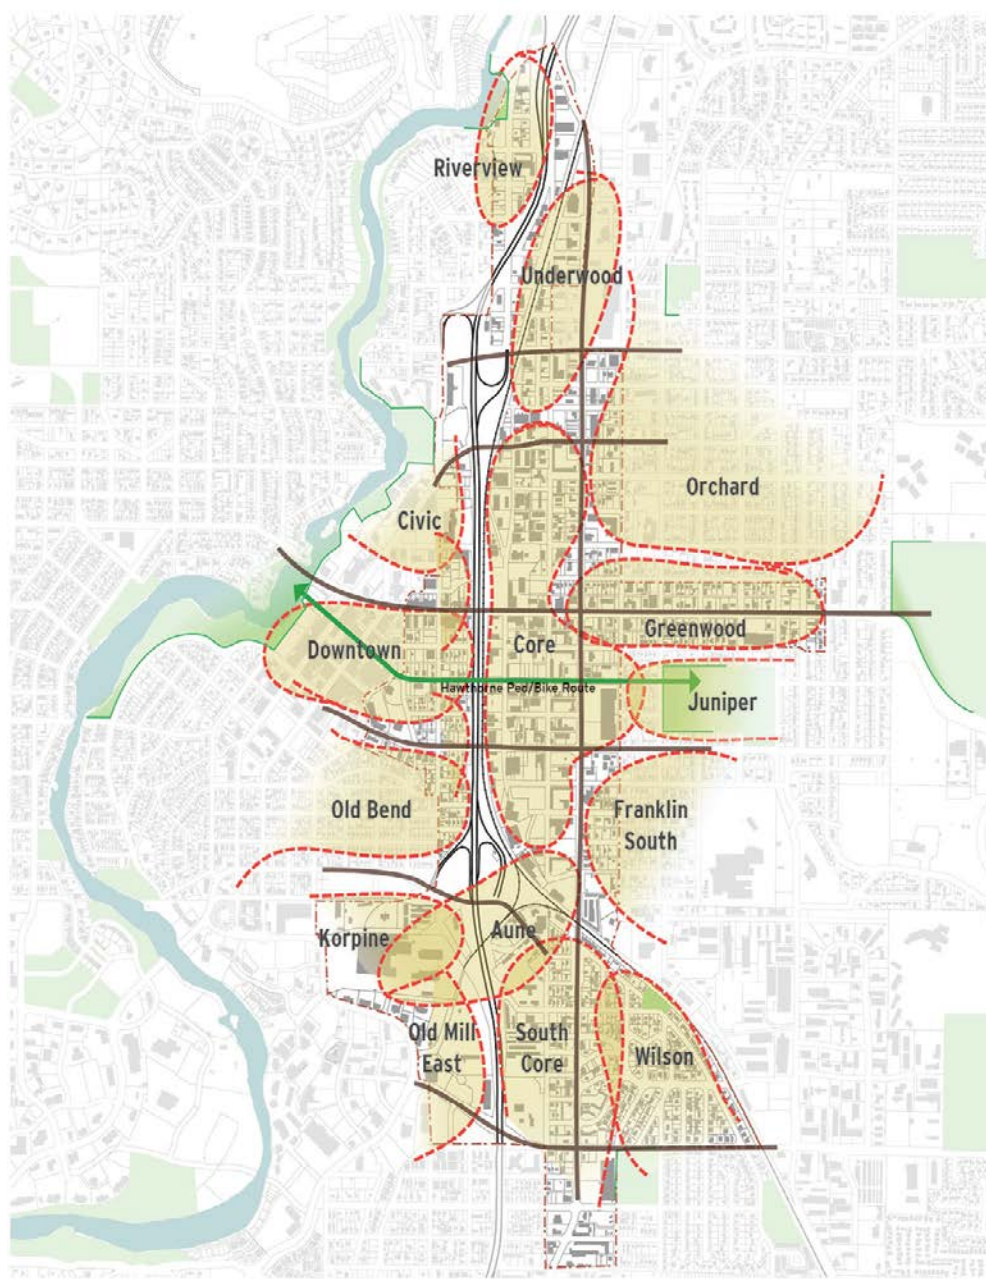 Riverview
Underwood
Orchard
Civic
Greenwood
Downtown
Core
Hawthorne Ped/Bike Route
Juniper
Old Bend
Franklin
South
Korpine
Aune
Old Mill
East
South
Core
Wilson